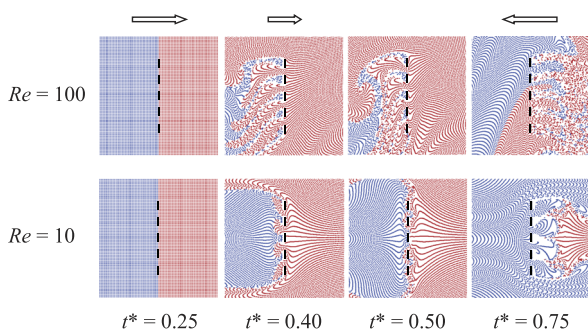 Re = 100
Re = 10
t* = 0.25 t* = 0.40 t* = 0.50 t* = 0.75